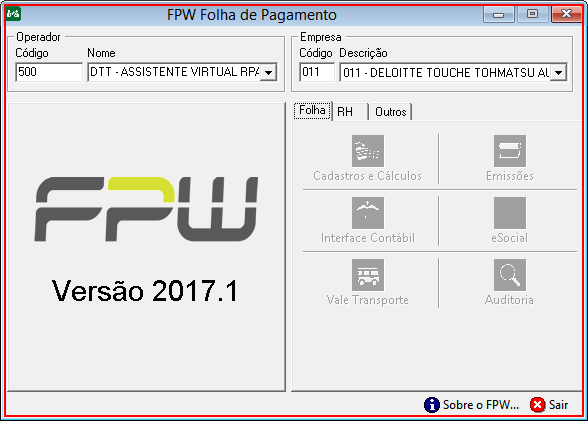 FPW Folha de Pagamento
Operador
Código Nome
500 DTT - ASSISTENTE VIRTUAL RPA
Empresa
Código Descrição
011 011 - DELOITTE TOUCHE TOHMATSU AU
FPW
Versão 2017.1
Folha RH Outros
Cadastros e Cálculos Emissões
Interface Contábil eSocial
Vale Transporte Auditoria
Sobre o FPW... Sair